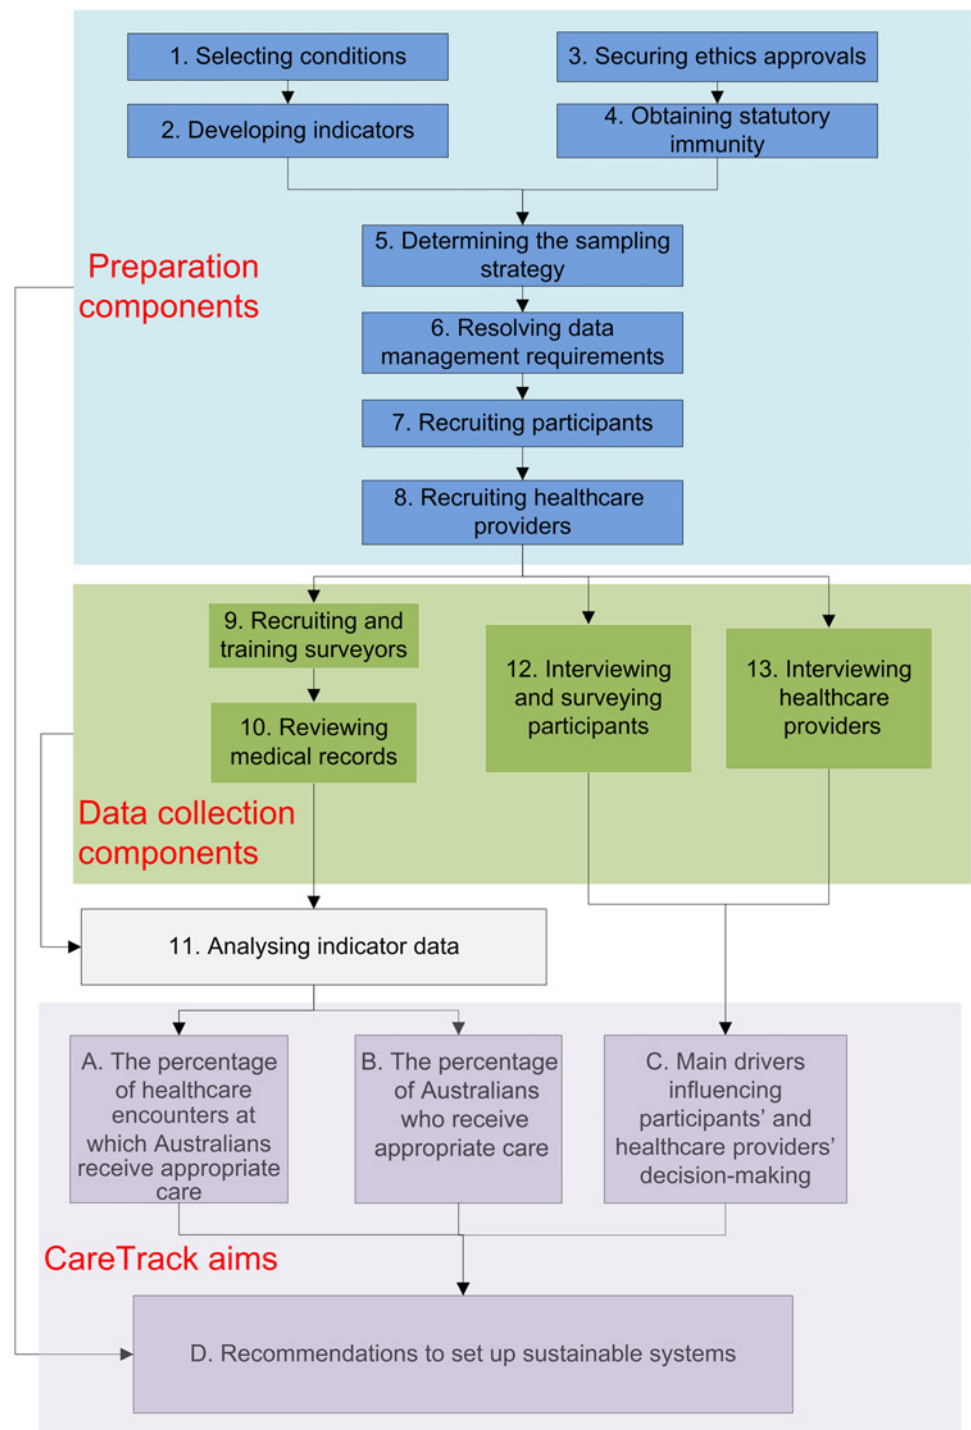 1. Selecting conditions
3. Securing ethics approvals
2. Developing indicators
4. Obtaining statutory
immunity
5. Determining the sampling
strategy
Preparation
components
6. Resolving data
management requirements
7. Recruiting participants
8. Recruiting healthcare
providers
9. Recruiting and
training surveyors
12. Interviewing
and surveying
participants
13. Interviewing
healthcare
providers
10. Reviewing
medical records
Data collection
components
11. Analysing indicator data
A. The percentage
of healthcare
encounters at
which Australians
receive appropriate
care
B. The percentage
of Australians
who receive
appropriate care
C. Main drivers
influencing
participants’ and
healthcare providers’
decision-making
CareTrack aims
D. Recommendations to set up sustainable systems